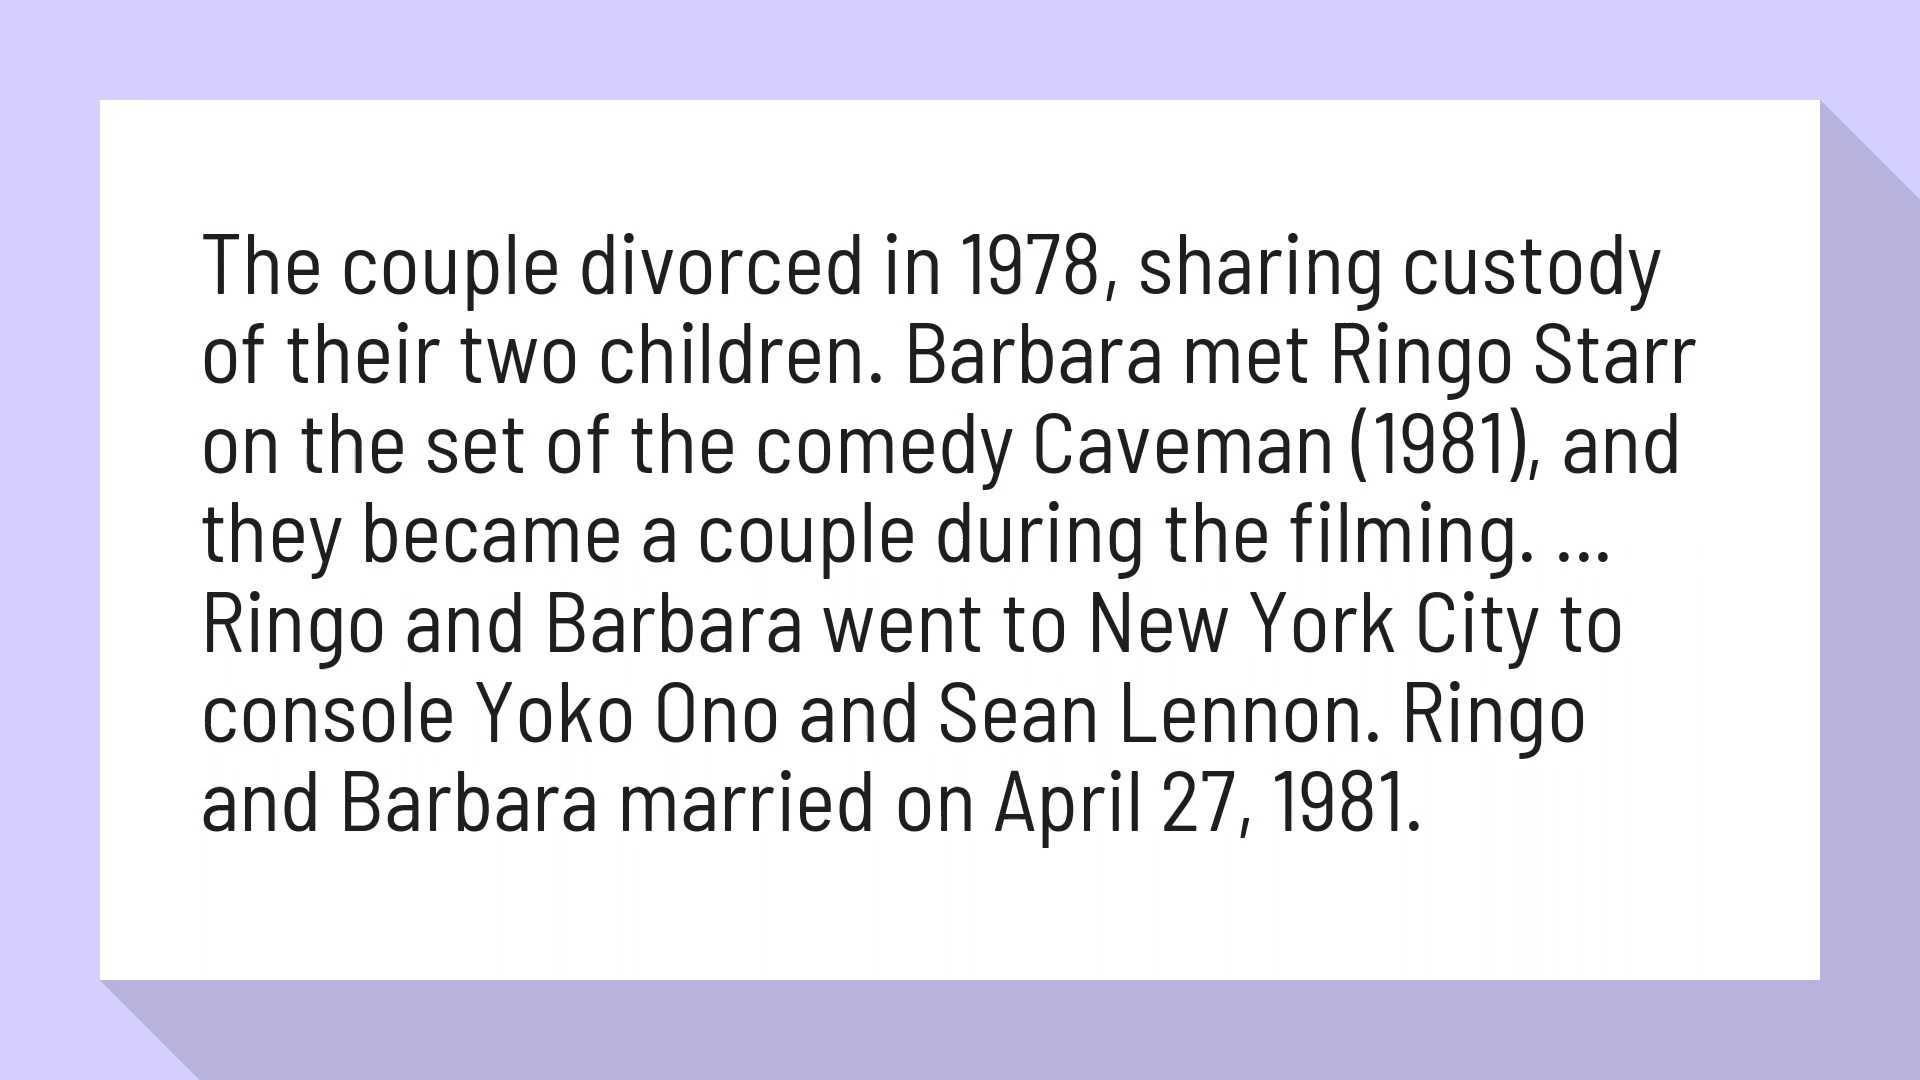 The couple divorced in 1978, sharing custody
of their two children. Barbara met Ringo Starr
on the set of the comedy Caveman (1981), and
they became a couple during the filming. ...
Ringo and Barbara went to New York City to
console Yoko Ono and Sean Lennon. Ringo
and Barbara married on April 27, 1981.